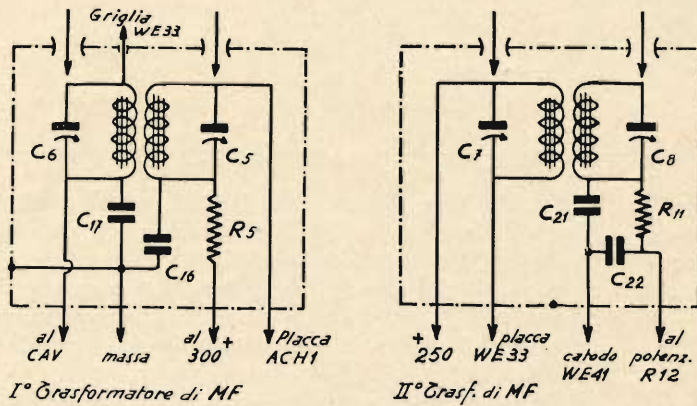 Griglia
WE33
C6
C5
C17
C16
R5
al
CAV
massa
al
300 +
Placca
ACH1
I° Trasformatore di MF
C7
C8
C21
R11
C22
+
250
placca
WE33
catodo
WE41
al
potenz.
R12
II° Trasf. di MF